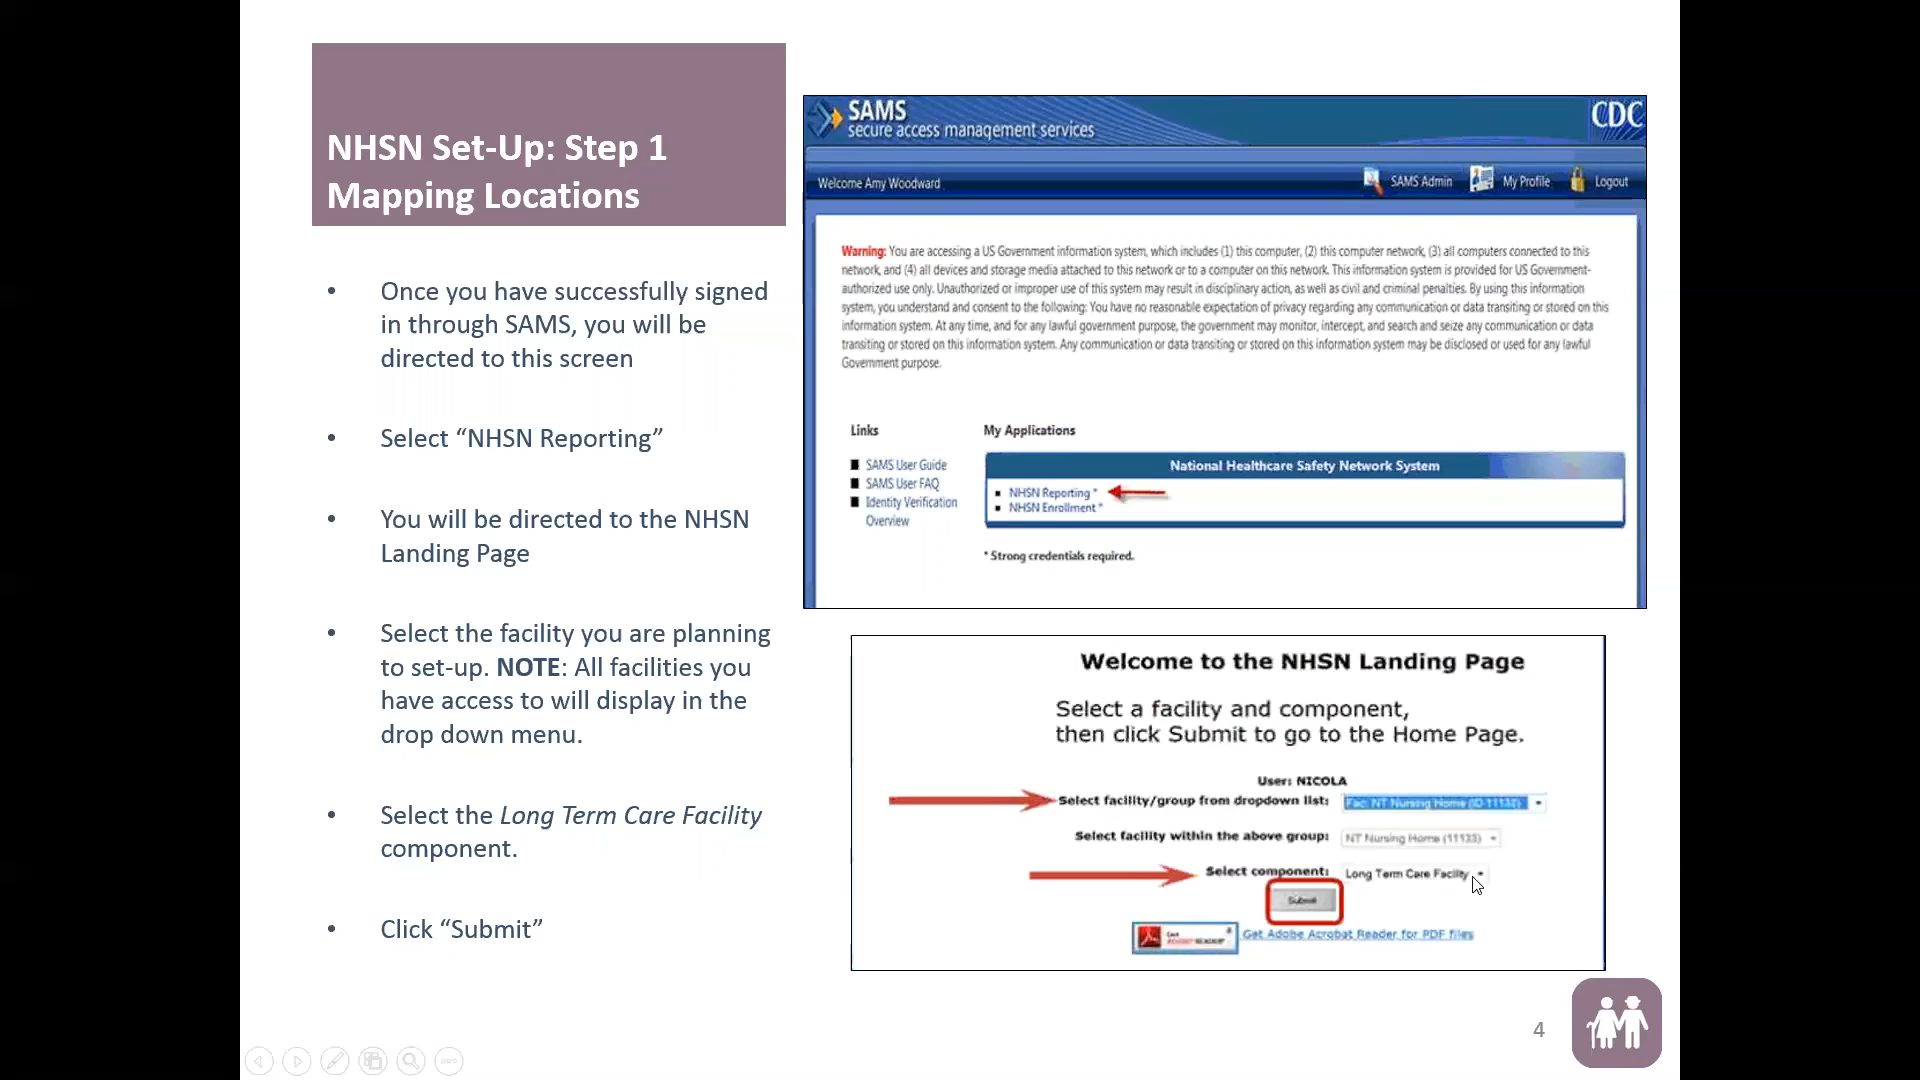 NHSN Set-Up: Step 1
Mapping Locations
• Once you have successfully signed
in through SAMS, you will be
directed to this screen
• Select “NHSN Reporting”
• You will be directed to the NHSN
Landing Page
• Select the facility you are planning
to set-up. NOTE: All facilities you
have access to will display in the
drop down menu.
• Select the Long Term Care Facility
component.
• Click “Submit”
SAMS
secure access management services
CDC
Welcome Amy Woodward
SAMS Admin My Profile Logout
Warning: You are accessing a US Government information system, which includes (1) this computer, (2) this computer network, (3) all computers connected to this
network, and (4) all devices and storage media attached to this network or to a computer on this network. This information system is provided for US Government-
authorized use only. Unauthorized or improper use of this system may result in disciplinary action, as well as civil and criminal penalties. By using this information
system, you understand and consent to the following: You have no reasonable expectation of privacy regarding any communication or data transiting or stored on this
information system. At any time, and for any lawful government purpose, the government may monitor, intercept, and search and seize any communication or data
transiting or stored on this information system. Any communication or data transiting or stored on this information system may be disclosed or used for any lawful
Government purpose.
Links
SAMS User Guide
SAMS User FAQ
Identity Verification
Overview
My Applications
National Healthcare Safety Network System
NHSN Reporting *
NHSN Enrollment *
* Strong credentials required.
Welcome to the NHSN Landing Page
Select a facility and component,
then click Submit to go to the Home Page.
User: NICOLA
Select facility/group from dropdown list: Fac: NT Nursing Home
Select facility within the above group: NT Nursing Home (11133)
Select component: Long Term Care Facility
Submit
Get Adobe Acrobat Reader for PDF files
4